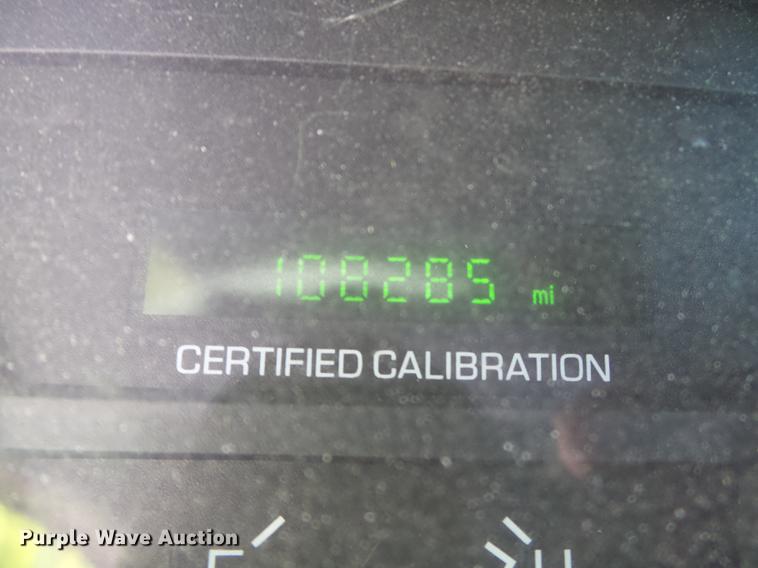 108285 mi
CERTIFIED CALIBRATION
Purple Wave Auction
F H